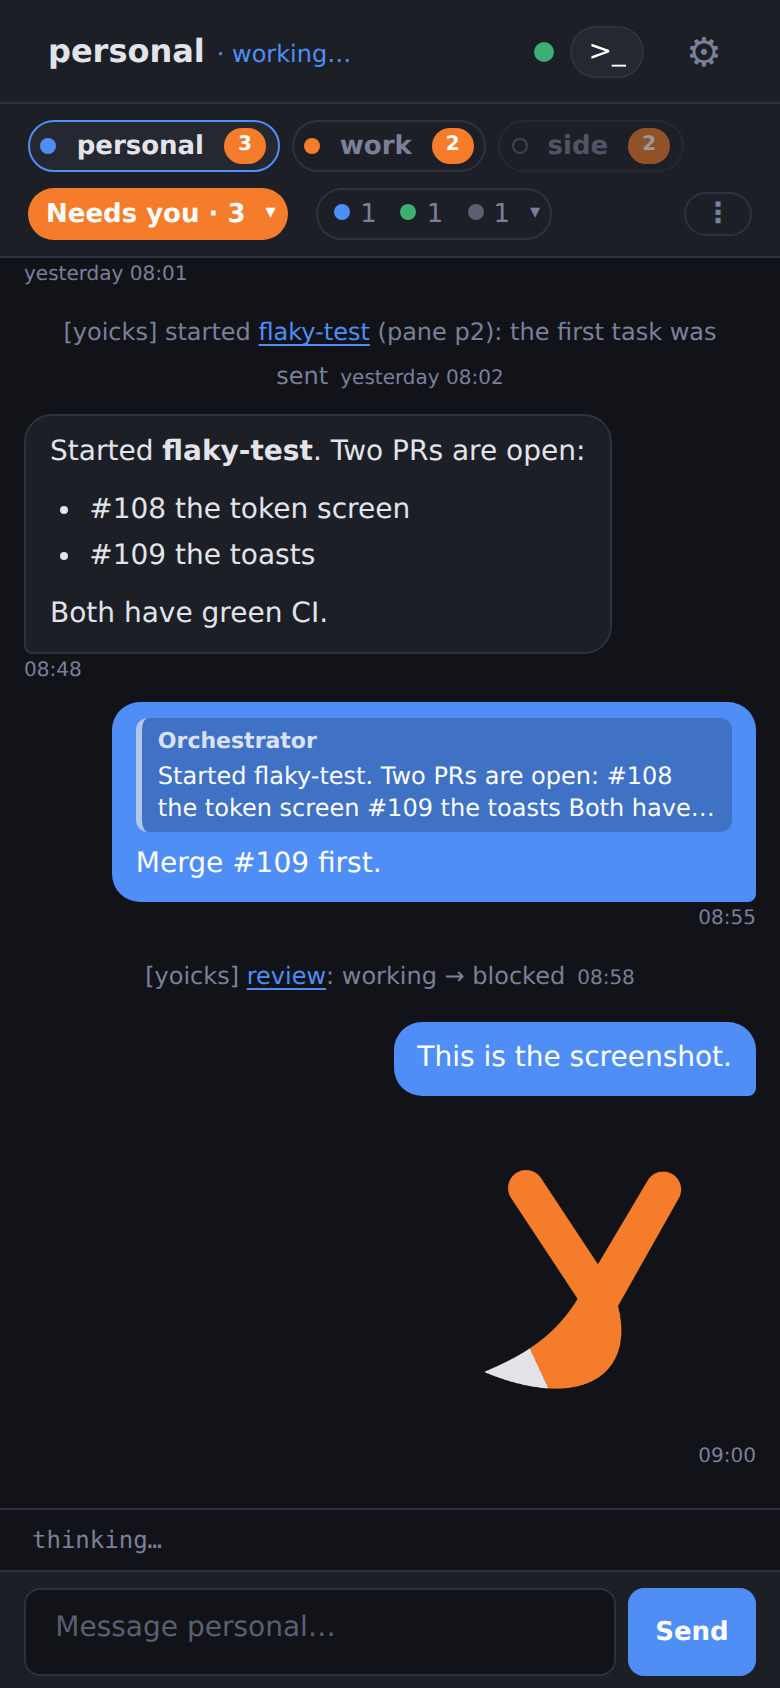 personal · working…
>_ ⚙
personal 3 work 2 side 2
Needs you · 3 ▾ 1 1 1 ▾ ⋮
yesterday 08:01
[yoicks] started flaky-test (pane p2): the first task was
sent yesterday 08:02
Started flaky-test. Two PRs are open:
• #108 the token screen
• #109 the toasts
Both have green CI.
08:48
Orchestrator
Started flaky-test. Two PRs are open: #108
the token screen #109 the toasts Both have…
Merge #109 first.
08:55
[yoicks] review: working → blocked 08:58
This is the screenshot.
09:00
thinking…
Message personal…
Send